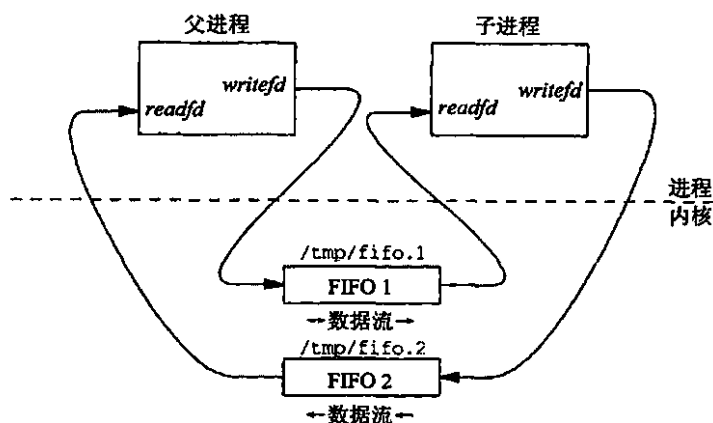 父进程
子进程
writefd
readfd
writefd
readfd
进程
内核
/tmp/fifo.1
FIFO 1
→数据流→
/tmp/fifo.2
FIFO 2
←数据流←